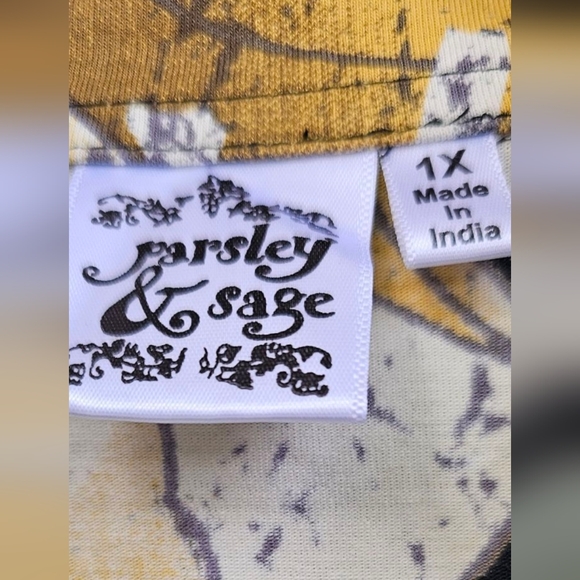 Parsley
& sage
1X
Made
In
India